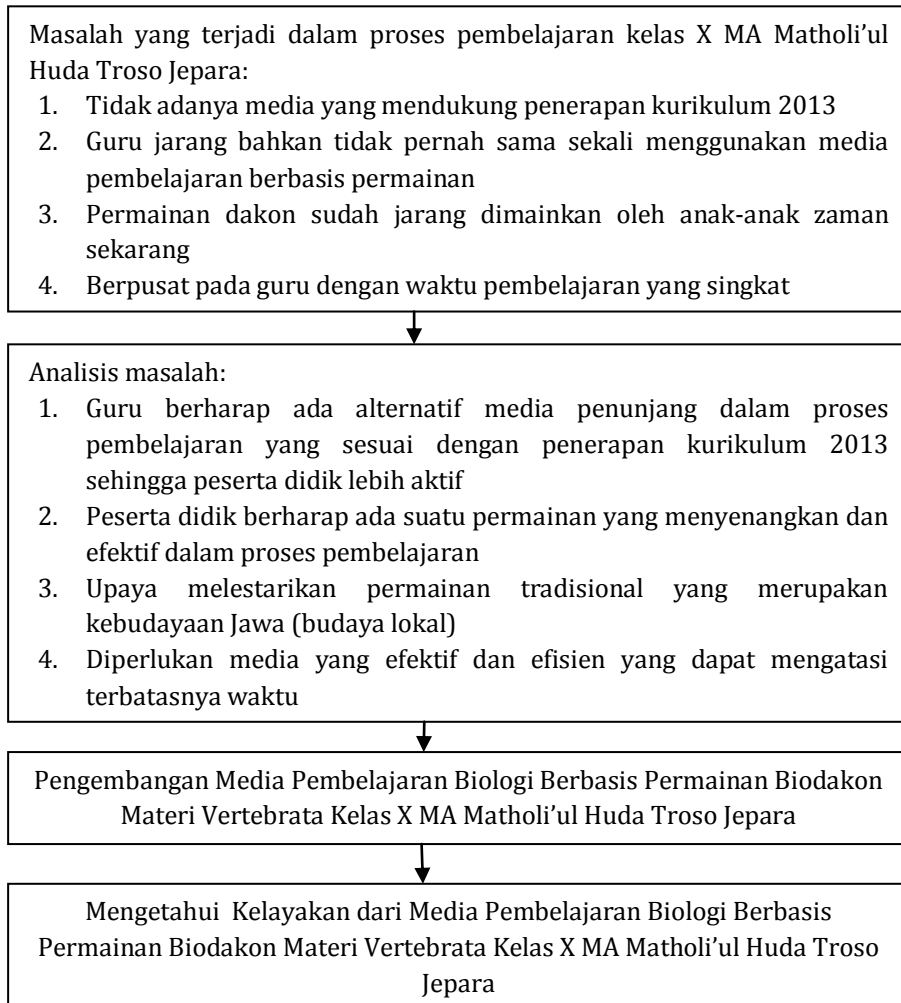 Masalah yang terjadi dalam proses pembelajaran kelas X MA Matholi’ul
Huda Troso Jepara:
1. Tidak adanya media yang mendukung penerapan kurikulum 2013
2. Guru jarang bahkan tidak pernah sama sekali menggunakan media
pembelajaran berbasis permainan
3. Permainan dakon sudah jarang dimainkan oleh anak-anak zaman
sekarang
4. Berpusat pada guru dengan waktu pembelajaran yang singkat
Analisis masalah:
1. Guru berharap ada alternatif media penunjang dalam proses
pembelajaran yang sesuai dengan penerapan kurikulum 2013
sehingga peserta didik lebih aktif
2. Peserta didik berharap ada suatu permainan yang menyenangkan dan
efektif dalam proses pembelajaran
3. Upaya melestarikan permainan tradisional yang merupakan
kebudayaan Jawa (budaya lokal)
4. Diperlukan media yang efektif dan efisien yang dapat mengatasi
terbatasnya waktu
Pengembangan Media Pembelajaran Biologi Berbasis Permainan Biodakon
Materi Vertebrata Kelas X MA Matholi’ul Huda Troso Jepara
Mengetahui Kelayakan dari Media Pembelajaran Biologi Berbasis
Permainan Biodakon Materi Vertebrata Kelas X MA Matholi’ul Huda Troso
Jepara